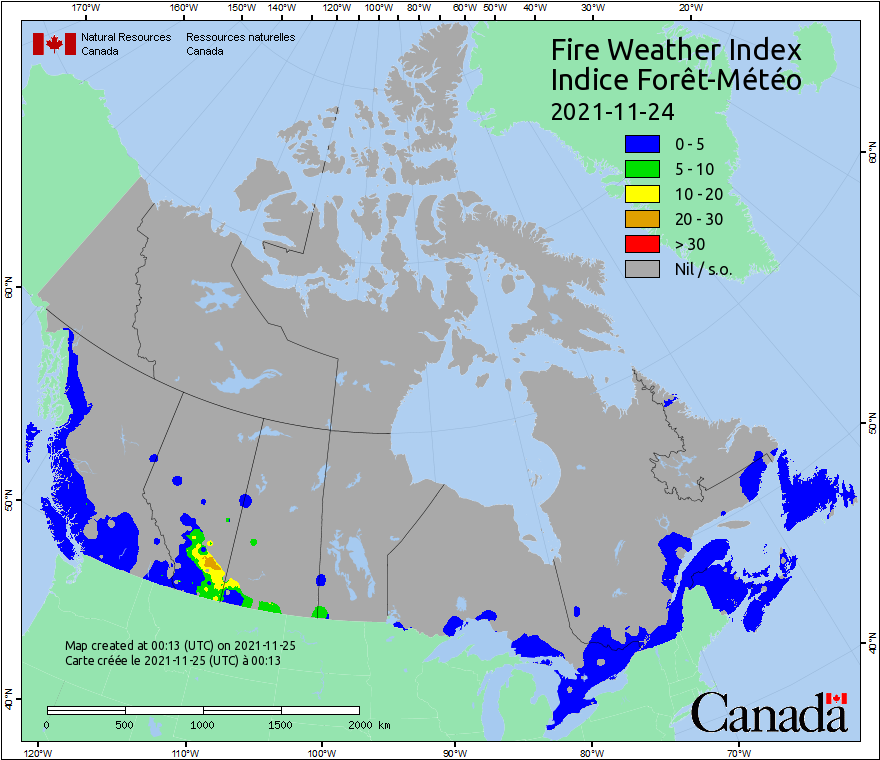 170°W 160°W 150°W 140°W 130°W 120°W 110°W 100°W 90°W 80°W 70°W 60°W 50°W 40°W 30°W 20°W
Natural Resources Ressources naturelles
Canada Canada
Fire Weather Index
Indice Forêt-Météo
2021-11-24
0 - 5
5 - 10
10 - 20
20 - 30
> 30
Nil / s.o.
60°N
60°N
50°N
50°N
40°N
40°N
Map created at 00:13 (UTC) on 2021-11-25
Carte créée le 2021-11-25 (UTC) à 00:13
0 500 1000 1500 2000 km
Canada
120°W 110°W 100°W 90°W 80°W 70°W